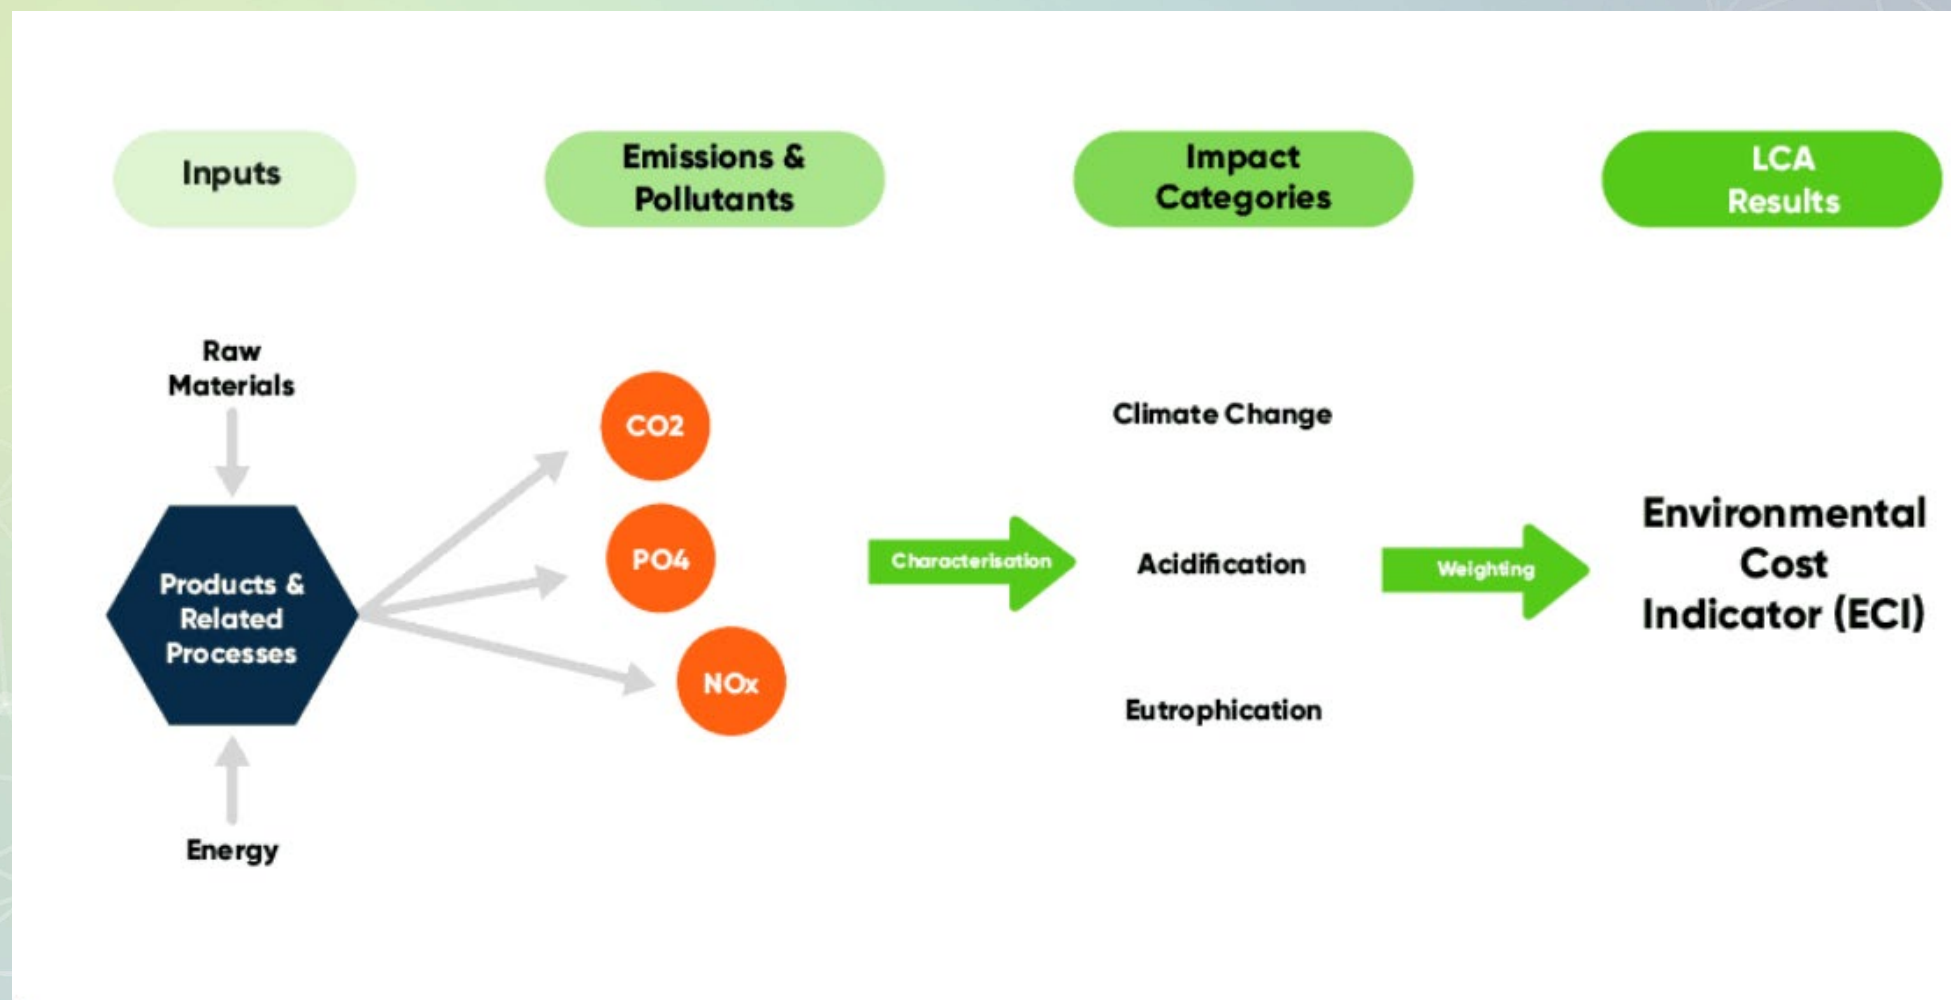 Inputs
Emissions &
Pollutants
Impact
Categories
LCA
Results
Raw
Materials
Products &
Related
Processes
Energy
CO2
PO4
NOx
Characterisation
Climate Change
Acidification
Eutrophication
Weighting
Environmental
Cost
Indicator (ECI)